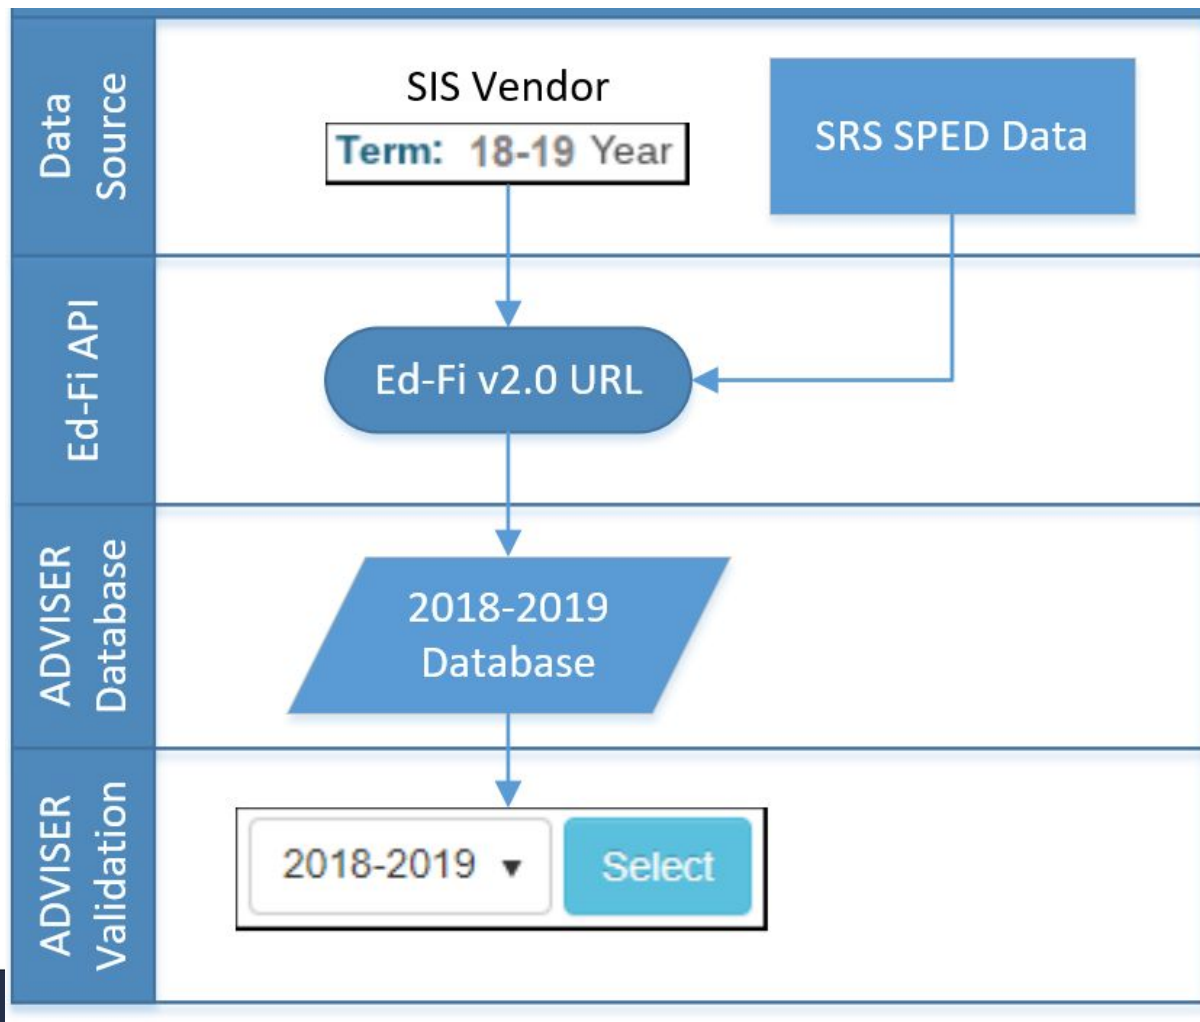 Data
Source
SIS Vendor
Term: 18-19 Year
SRS SPED Data
Ed-Fi API
Ed-Fi v2.0 URL
ADVISER
Database
2018-2019
Database
ADVISER
Validation
2018-2019
Select